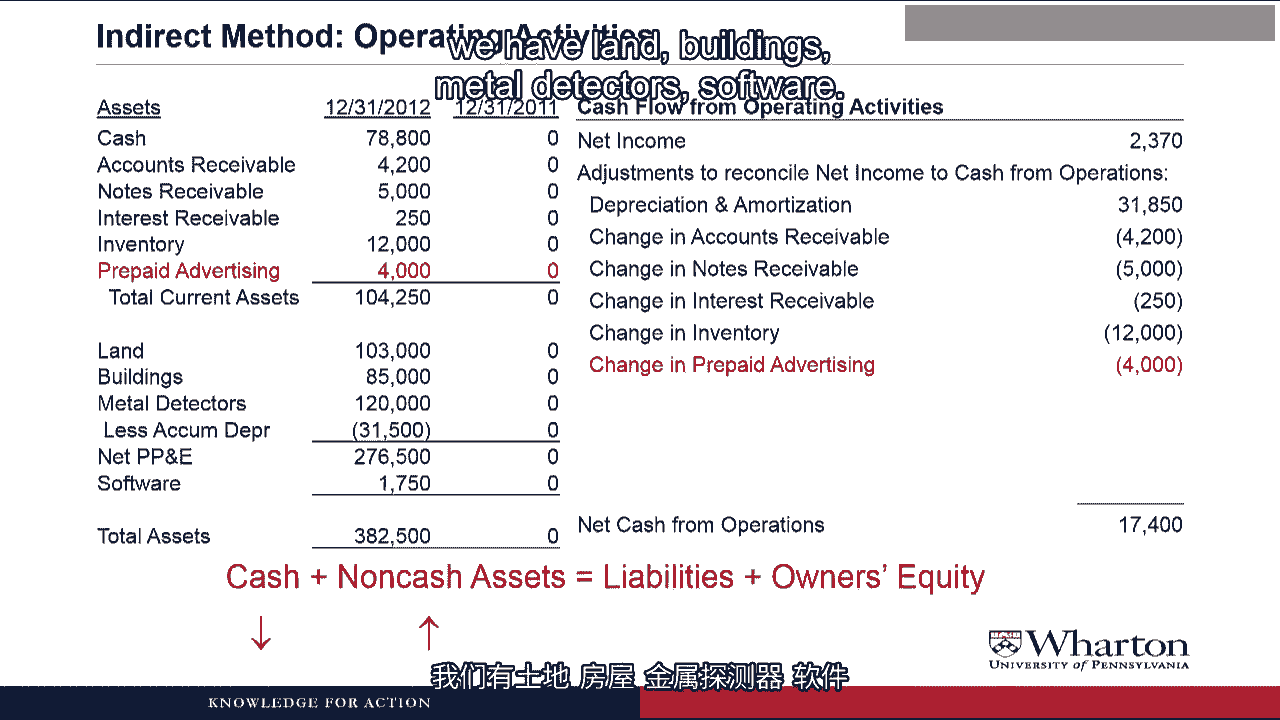 Indirect Method: Operating Activities
we have land, buildings,
metal detectors, software.
Assets 12/31/2012 12/31/2011
Cash 78,800 0
Accounts Receivable 4,200 0
Notes Receivable 5,000 0
Interest Receivable 250 0
Inventory 12,000 0
Prepaid Advertising 4,000 0
Total Current Assets 104,250 0
Land 103,000 0
Buildings 85,000 0
Metal Detectors 120,000 0
Less Accum Depr (31,500) 0
Net PP&E 276,500 0
Software 1,750 0
Total Assets 382,500 0
Cash Flow from Operating Activities
Net Income 2,370
Adjustments to reconcile Net Income to Cash from Operations:
Depreciation & Amortization 31,850
Change in Accounts Receivable (4,200)
Change in Notes Receivable (5,000)
Change in Interest Receivable (250)
Change in Inventory (12,000)
Change in Prepaid Advertising (4,000)
Net Cash from Operations 17,400
Cash + Noncash Assets = Liabilities + Owners' Equity
↓ ↑
Wharton
UNIVERSITY of PENNSYLVANIA
我们有土地 房屋 金属探测器 软件
KNOWLEDGE FOR ACTION